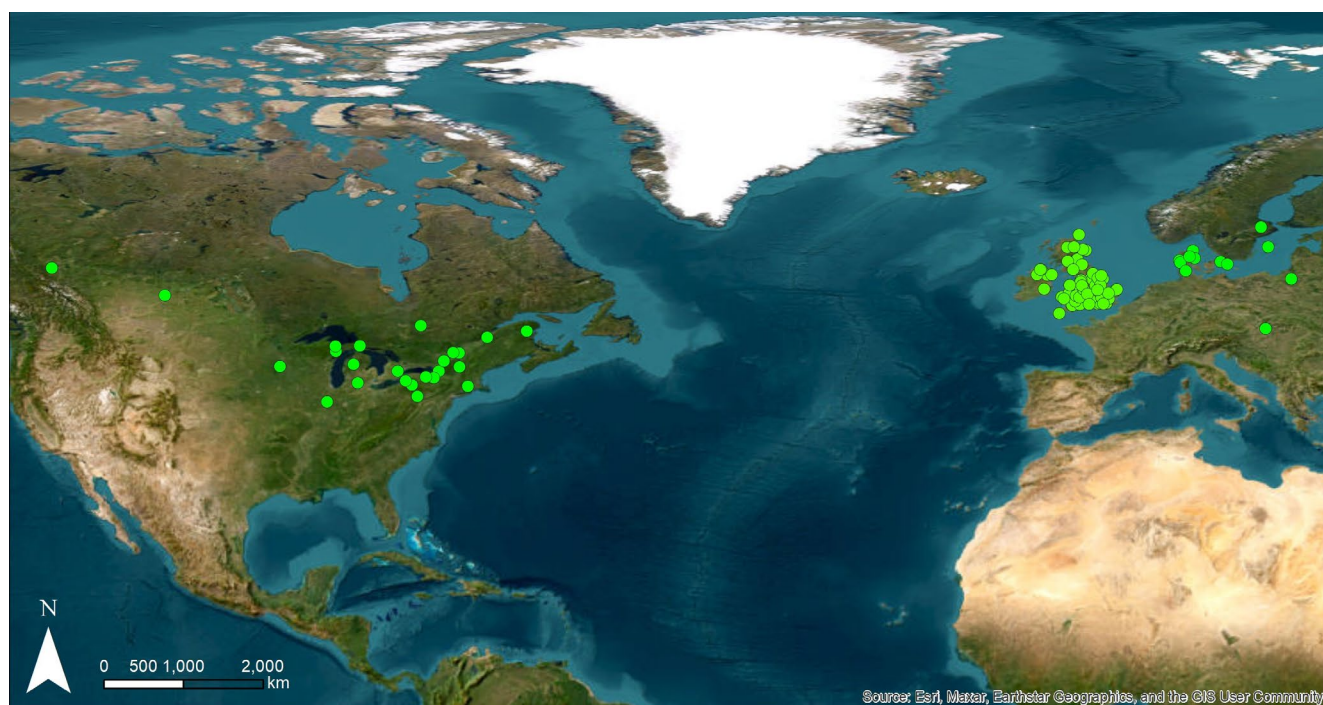 N
0 500 1,000 2,000
km
Source: Esri, Maxar, Earthstar Geographics, and the GIS User Community